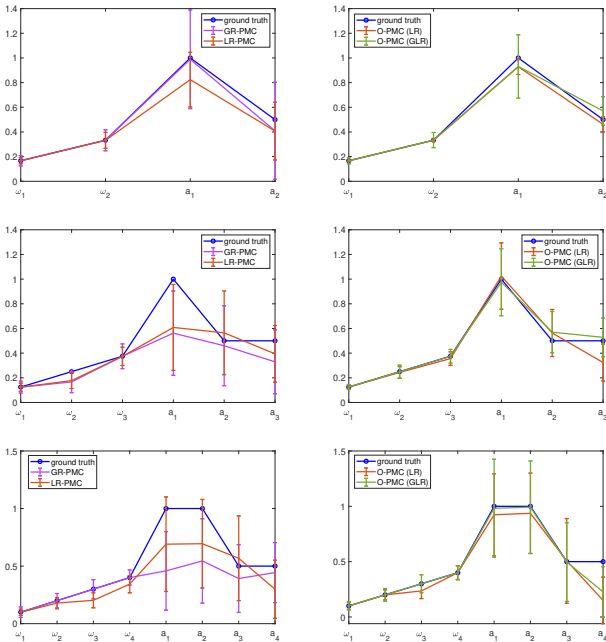 1.4
1.2
1
0.8
0.6
0.4
0.2
0
ω1 ω2 a1 a2
ground truth
GR-PMC
LR-PMC
1.4
1.2
1
0.8
0.6
0.4
0.2
0
ω1 ω2 a1 a2
ground truth
O-PMC (LR)
O-PMC (GLR)
1.4
1.2
1
0.8
0.6
0.4
0.2
0
ω1 ω2 ω3 a1 a2 a3
ground truth
GR-PMC
LR-PMC
1.4
1.2
1
0.8
0.6
0.4
0.2
0
ω1 ω2 ω3 a1 a2 a3
ground truth
O-PMC (LR)
O-PMC (GLR)
1.5
1
0.5
0
ω1 ω2 ω3 ω4 a1 a2 a3 a4
ground truth
GR-PMC
LR-PMC
1.5
1
0.5
ω1 ω2 ω3 ω4 a1 a2 a3 a4
ground truth
O-PMC (LR)
O-PMC (GLR)